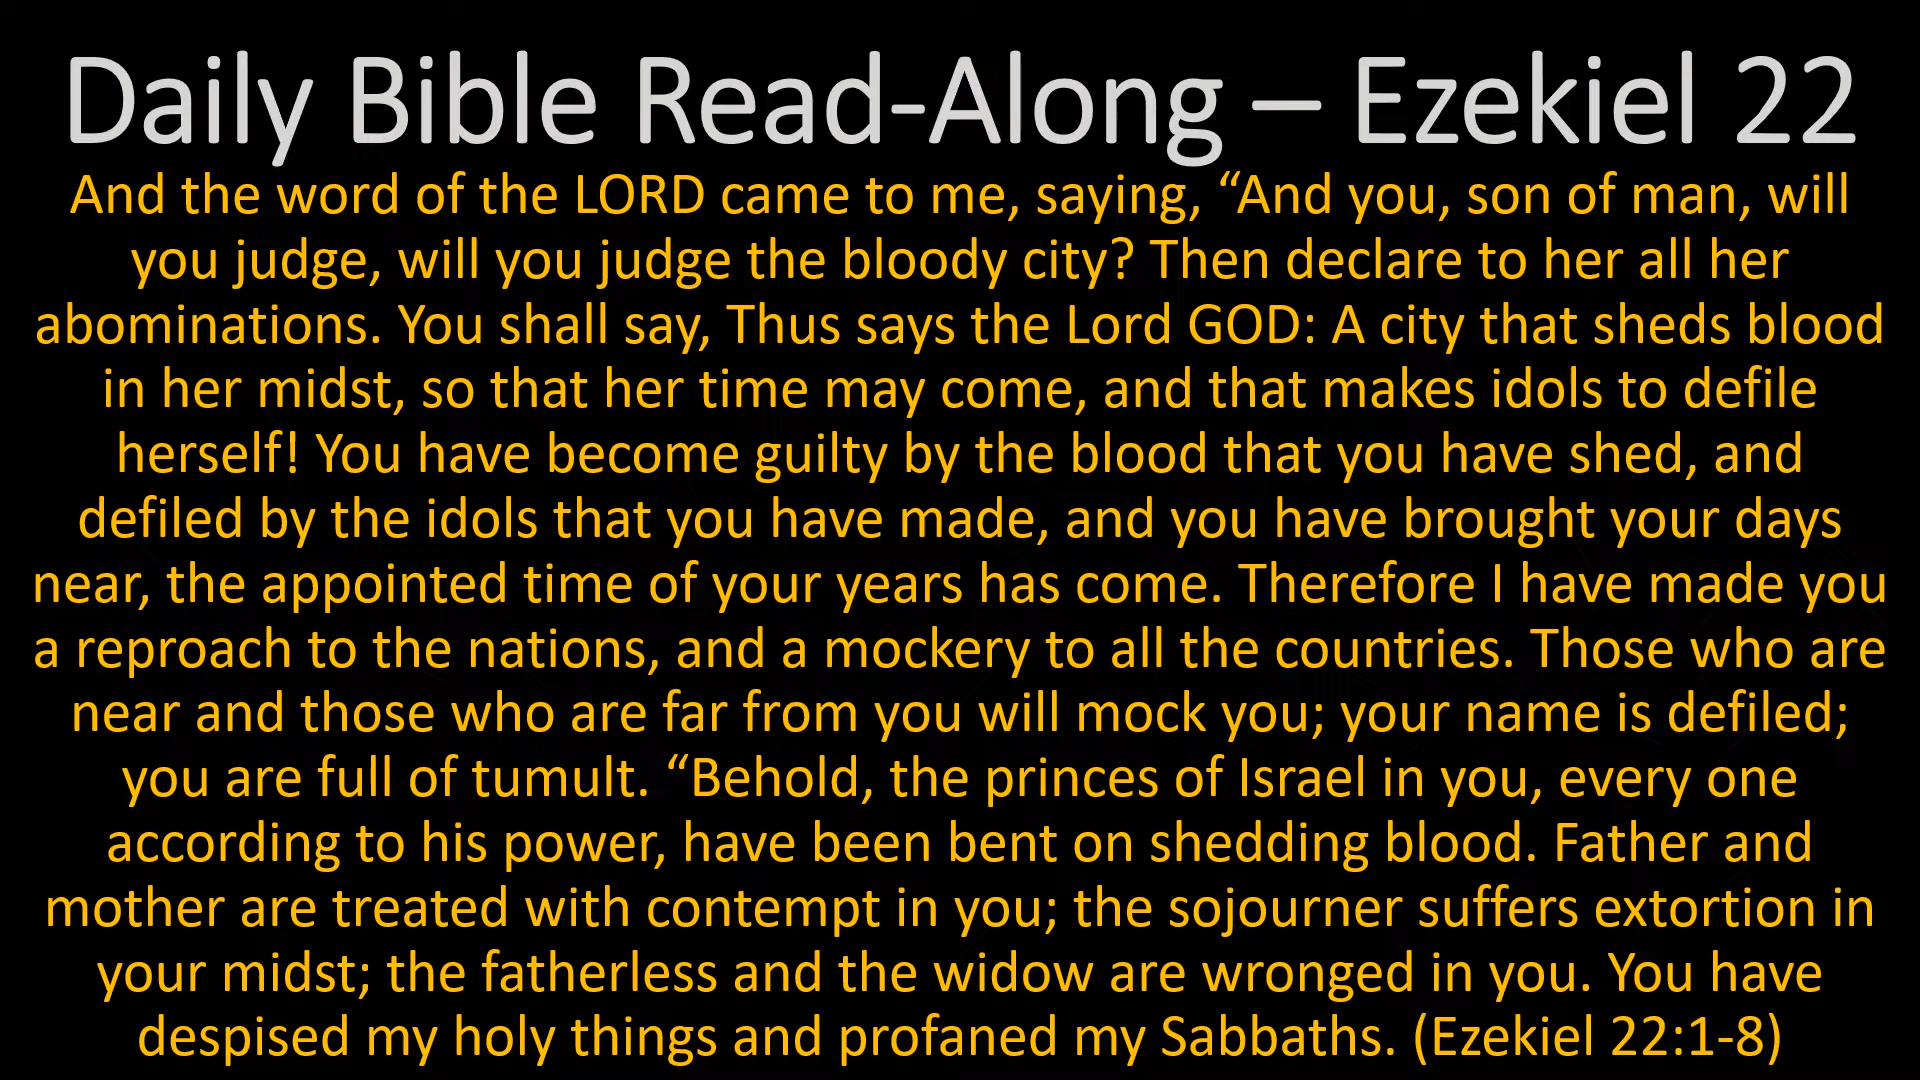 Daily Bible Read-Along – Ezekiel 22
And the word of the LORD came to me, saying, “And you, son of man, will
you judge, will you judge the bloody city? Then declare to her all her
abominations. You shall say, Thus says the Lord GOD: A city that sheds blood
in her midst, so that her time may come, and that makes idols to defile
herself! You have become guilty by the blood that you have shed, and
defiled by the idols that you have made, and you have brought your days
near, the appointed time of your years has come. Therefore I have made you
a reproach to the nations, and a mockery to all the countries. Those who are
near and those who are far from you will mock you; your name is defiled;
you are full of tumult. “Behold, the princes of Israel in you, every one
according to his power, have been bent on shedding blood. Father and
mother are treated with contempt in you; the sojourner suffers extortion in
your midst; the fatherless and the widow are wronged in you. You have
despised my holy things and profaned my Sabbaths. (Ezekiel 22:1-8)